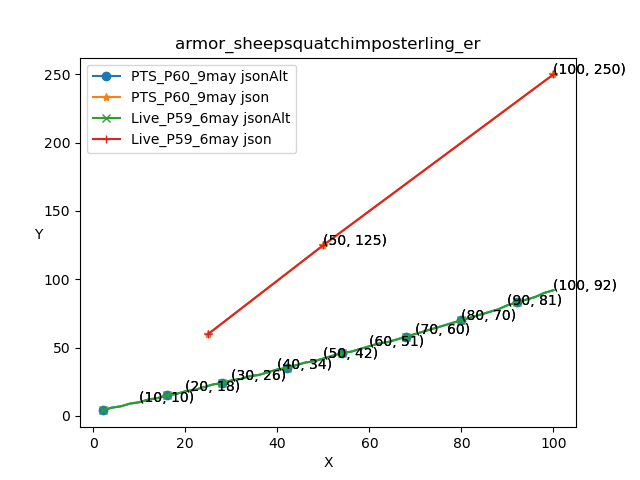 armor_sheepsquatchimposterling_er
PTS_P60_9may jsonAlt
PTS_P60_9may json
Live_P59_6may jsonAlt
Live_P59_6may json
(100, 250)
(50, 125)
(100, 92)
(90, 81)
(80, 70)
(70, 60)
(60, 51)
(50, 42)
(40, 34)
(30, 26)
(20, 18)
(10, 10)
Y
250
200
150
100
50
0
0 20 40 60 80 100
X